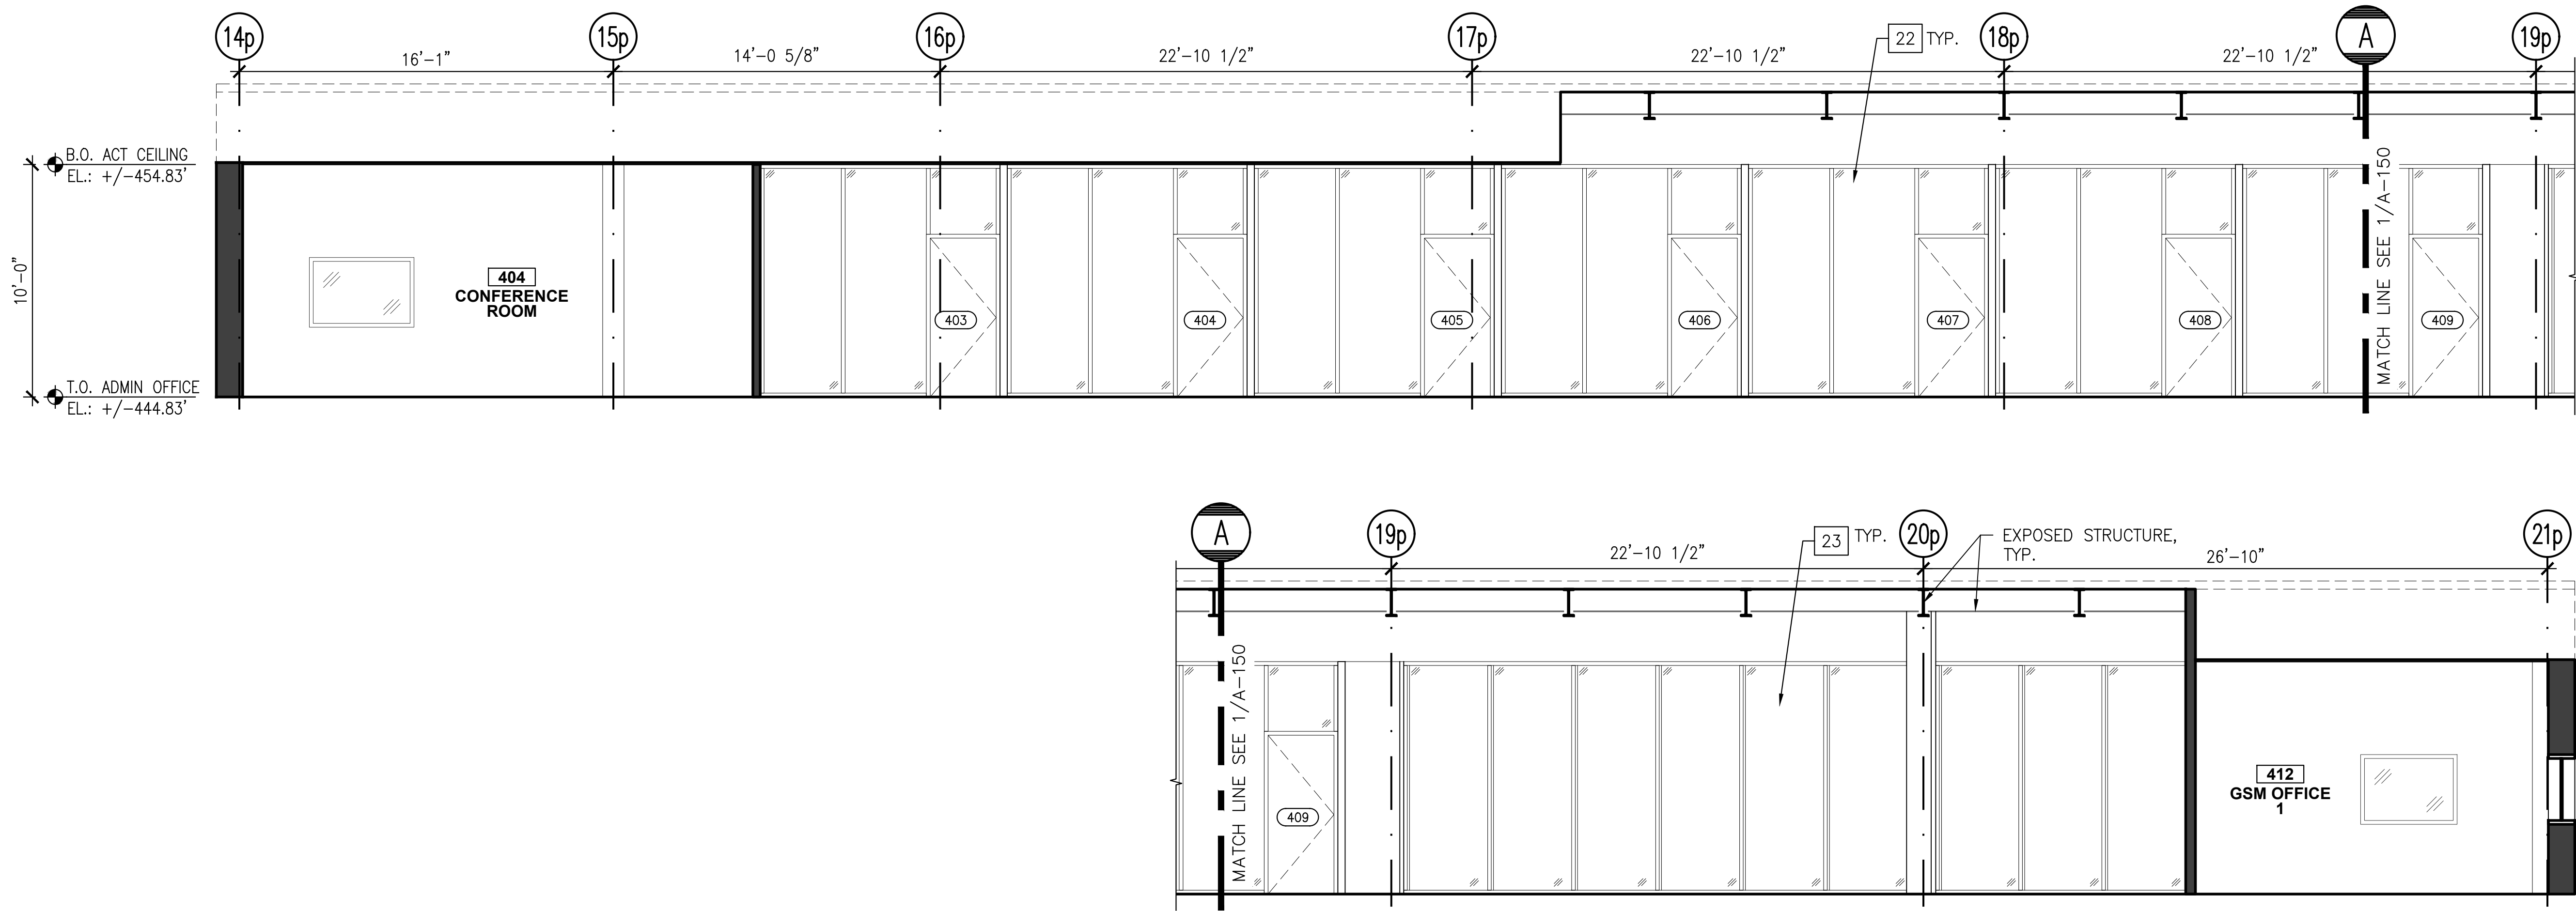 14p 15p 16p 17p 18p A 19p
16'-1" 14'-0 5/8" 22'-10 1/2" 22'-10 1/2" 22'-10 1/2"
22 TYP.
B.O. ACT CEILING
EL.: +/-454.83'
10'-0"
404
CONFERENCE
ROOM
403 404 405 406 407 408 409
MATCH LINE SEE 1/A-150
T.O. ADMIN OFFICE
EL.: +/-444.83'
A 19p 20p 21p
22'-10 1/2" 26'-10"
23 TYP.
EXPOSED STRUCTURE,
TYP.
MATCH LINE SEE 1/A-150
409
412
GSM OFFICE
1